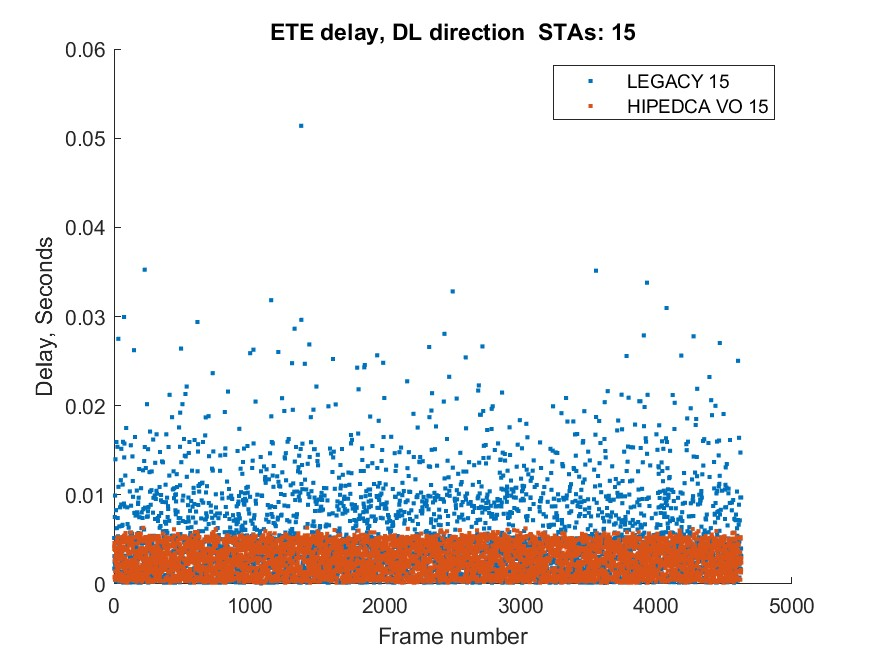 ETE delay, DL direction  STAs: 15
LEGACY 15
HIPEDCA VO 15
Delay, Seconds
0.06
0.05
0.04
0.03
0.02
0.01
0
0 1000 2000 3000 4000 5000
Frame number